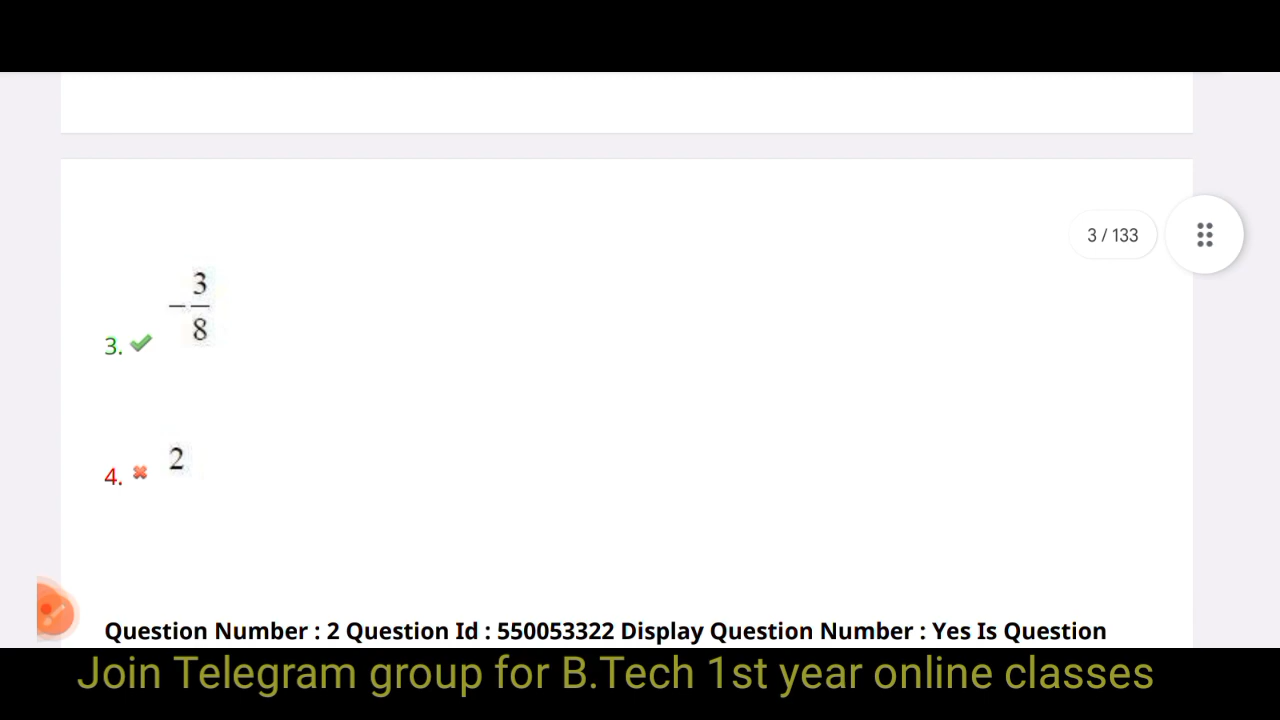 3 / 133
3. -3/8
4. 2
Question Number : 2 Question Id : 550053322 Display Question Number : Yes Is Question
Join Telegram group for B.Tech 1st year online classes